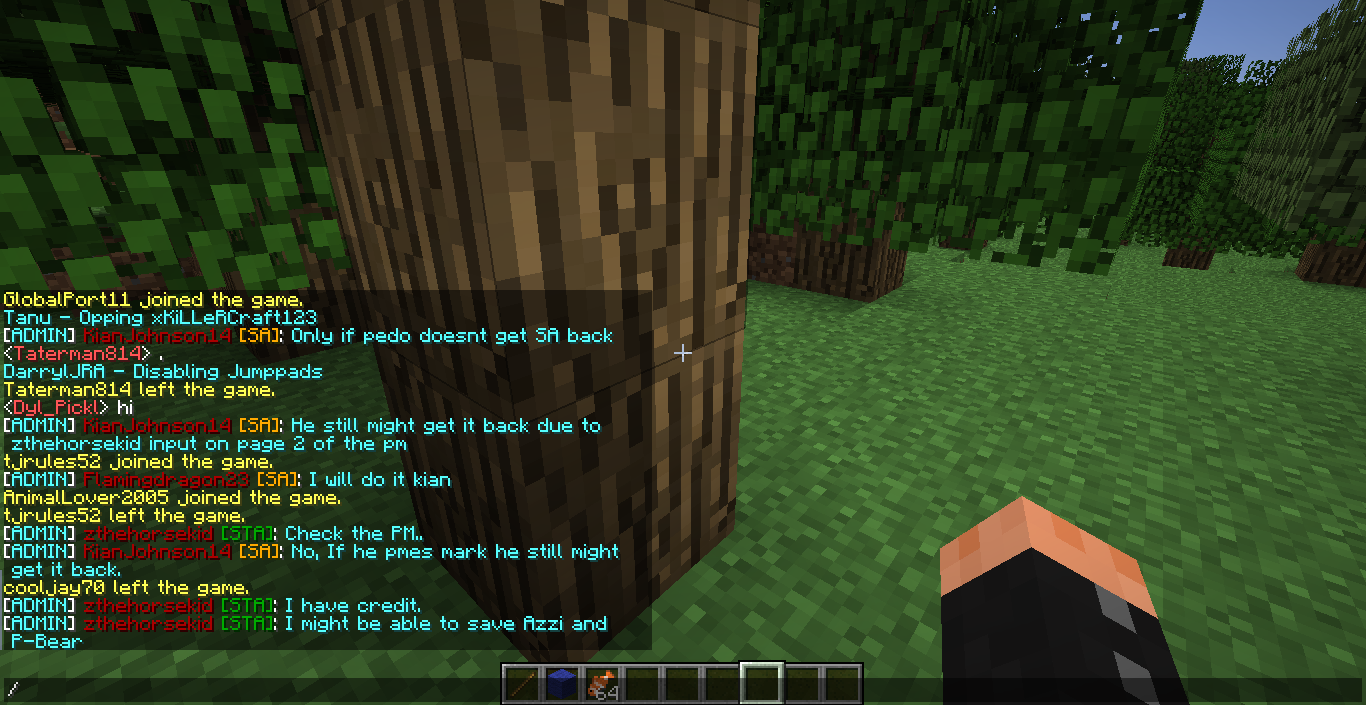 GlobalPort11 joined the game.
Tanu - Opping xKiLLeRCraft123
[ADMIN] KianJohnson14 [SA]: Only if pedo doesnt get SA back
<Taterman814> .
DarrylJRA - Disabling Jumppads
Taterman814 left the game.
<Dyl_Pickl> hi
[ADMIN] KianJohnson14 [SA]: He still might get it back due to
zthehorsekid input on page 2 of the pm
tjrules52 joined the game.
[ADMIN] Flamingdragon23 [SA]: I will do it kian
AnimalLover2005 joined the game.
tjrules52 left the game.
[ADMIN] zthehorsekid [STA]: Check the PM..
[ADMIN] KianJohnson14 [SA]: No, If he pmes mark he still might
get it back.
cooljay70 left the game.
[ADMIN] zthehorsekid [STA]: I have credit.
[ADMIN] zthehorsekid [STA]: I might be able to save Azzi and
P-Bear
64
/